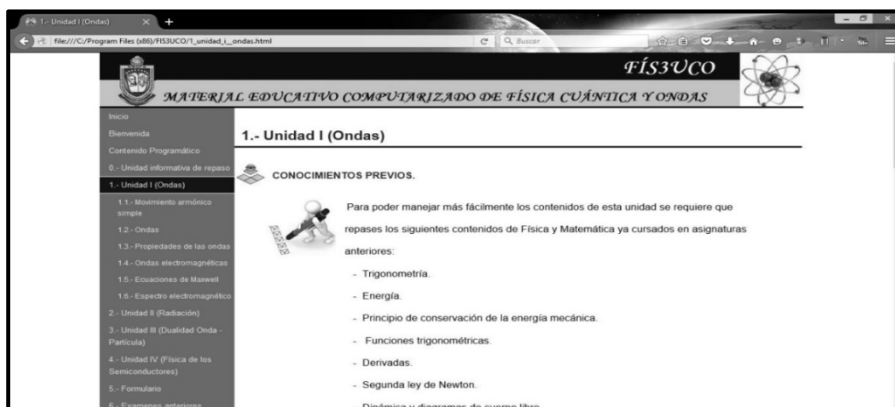 1.- Unidad I (Ondas)
file:///C:/Program Files (x86)/FIS3UCO/1_unidad_i__ondas.html
Buscar
FÍS3UCO
MATERIAL EDUCATIVO COMPUTARIZADO DE FÍSICA CUÁNTICA Y ONDAS
Inicio
Bienvenida
Contenido Programático
0.- Unidad informativa de repaso
1.- Unidad I (Ondas)
1.1.- Movimiento armónico
simple
1.2.- Ondas
1.3.- Propiedades de las ondas
1.4.- Ondas electromagnéticas
1.5.- Ecuaciones de Maxwell
1.6.- Espectro electromagnético
2.- Unidad II (Radiación)
3.- Unidad III (Dualidad Onda -
Partícula)
4.- Unidad IV (Física de los
Semiconductores)
5.- Formulario
6.- Examenes anteriores
1.- Unidad I (Ondas)
CONOCIMIENTOS PREVIOS.
Para poder manejar más fácilmente los contenidos de esta unidad se requiere que
repases los siguientes contenidos de Física y Matemática ya cursados en asignaturas
anteriores:
- Trigonometría.
- Energía.
- Principio de conservación de la energía mecánica.
- Funciones trigonométricas.
- Derivadas.
- Segunda ley de Newton.
- Dinámica y diagramas de cuerpo libre.